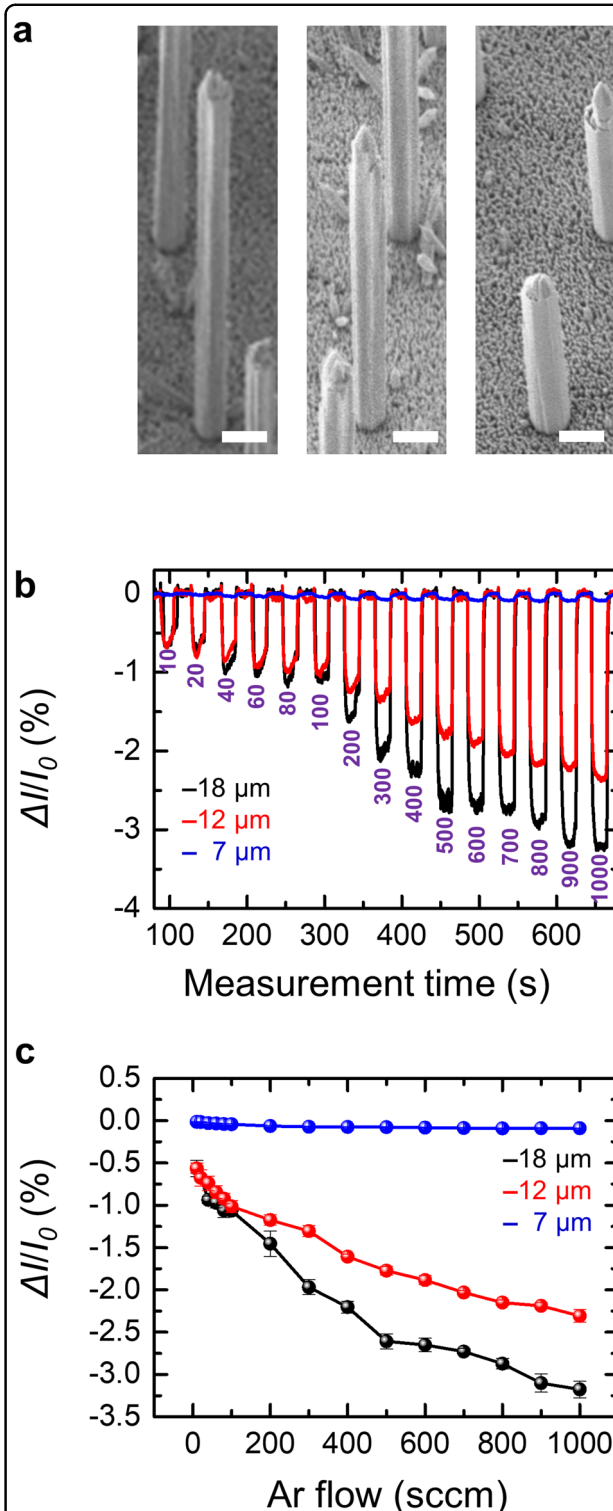 a
b
0
-1
-2
-3
-4
ΔI/I0 (%)
10
20
40
60
80
100
200
300
400
500
600
700
800
900
1000
–18 µm
–12 µm
– 7 µm
100 200 300 400 500 600
Measurement time (s)
c
0.5
0.0
-0.5
-1.0
-1.5
-2.0
-2.5
-3.0
-3.5
ΔI/I0 (%)
–18 µm
–12 µm
– 7 µm
0 200 400 600 800 1000
Ar flow (sccm)